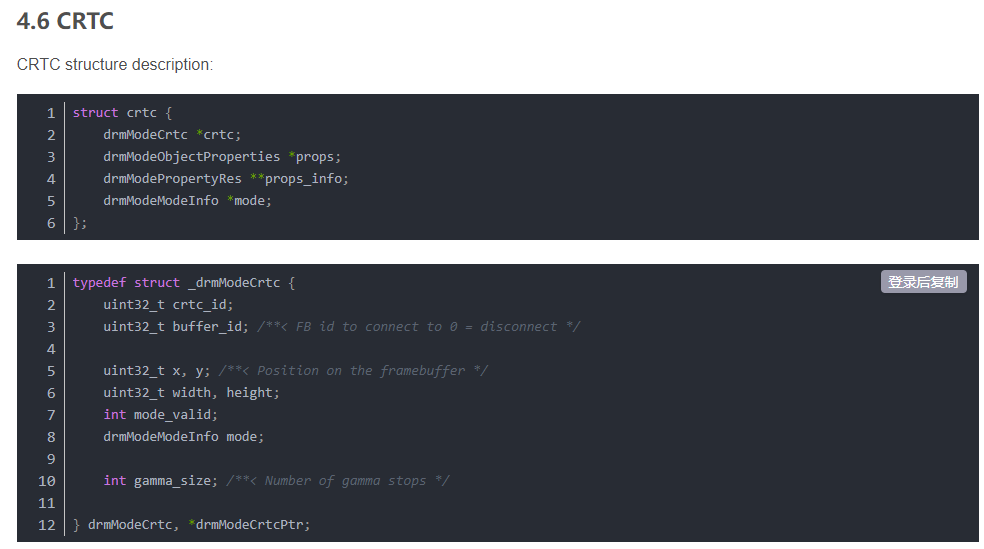 4.6 CRTC
CRTC structure description:
1 struct crtc {
2     drmModeCrtc *crtc;
3     drmModeObjectProperties *props;
4     drmModePropertyRes **props_info;
5     drmModeModeInfo *mode;
6 };
登录后复制
1 typedef struct _drmModeCrtc {
2     uint32_t crtc_id;
3     uint32_t buffer_id; /**< FB id to connect to 0 = disconnect */
4
5     uint32_t x, y; /**< Position on the framebuffer */
6     uint32_t width, height;
7     int mode_valid;
8     drmModeModeInfo mode;
9
10     int gamma_size; /**< Number of gamma stops */
11
12 } drmModeCrtc, *drmModeCrtcPtr;